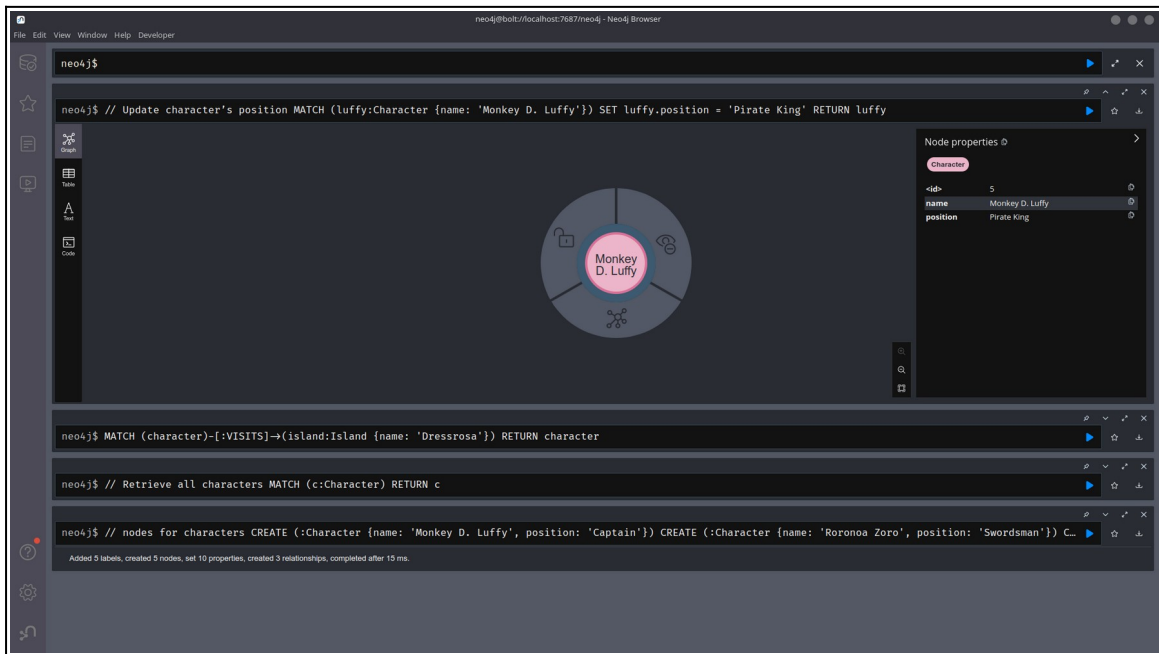 neo4j@bolt://localhost:7687/neo4j - Neo4j Browser
File Edit View Window Help Developer
neo4j$
neo4j$ // Update character's position MATCH (luffy:Character {name: 'Monkey D. Luffy'}) SET luffy.position = 'Pirate King' RETURN luffy
Graph
Table
Text
Code
Monkey
D. Luffy
Node properties
Character
<id> 5
name Monkey D. Luffy
position Pirate King
neo4j$ MATCH (character)-[:VISITS]→(island:Island {name: 'Dressrosa'}) RETURN character
neo4j$ // Retrieve all characters MATCH (c:Character) RETURN c
neo4j$ // nodes for characters CREATE (:Character {name: 'Monkey D. Luffy', position: 'Captain'}) CREATE (:Character {name: 'Roronoa Zoro', position: 'Swordsman'}) C…
Added 5 labels, created 5 nodes, set 10 properties, created 3 relationships, completed after 15 ms.